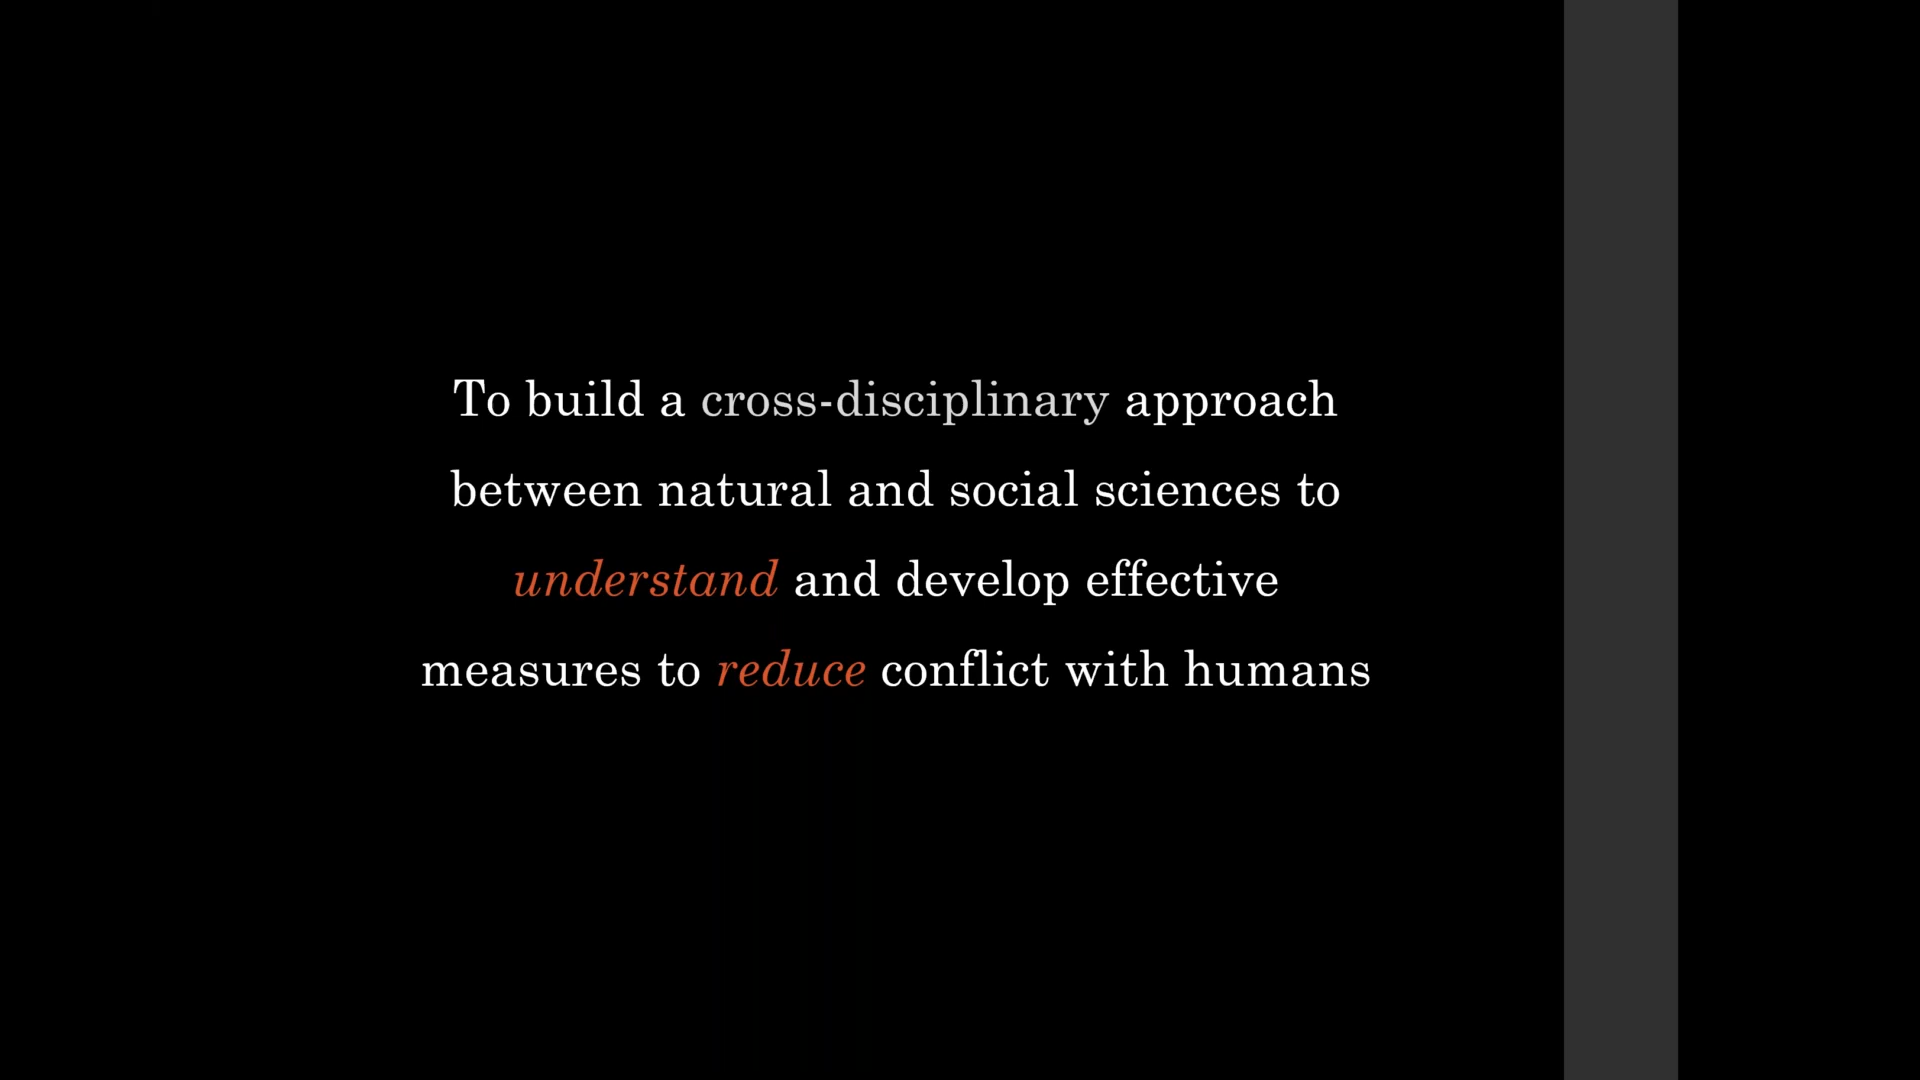 To build a cross-disciplinary approach
between natural and social sciences to
understand and develop effective
measures to reduce conflict with humans